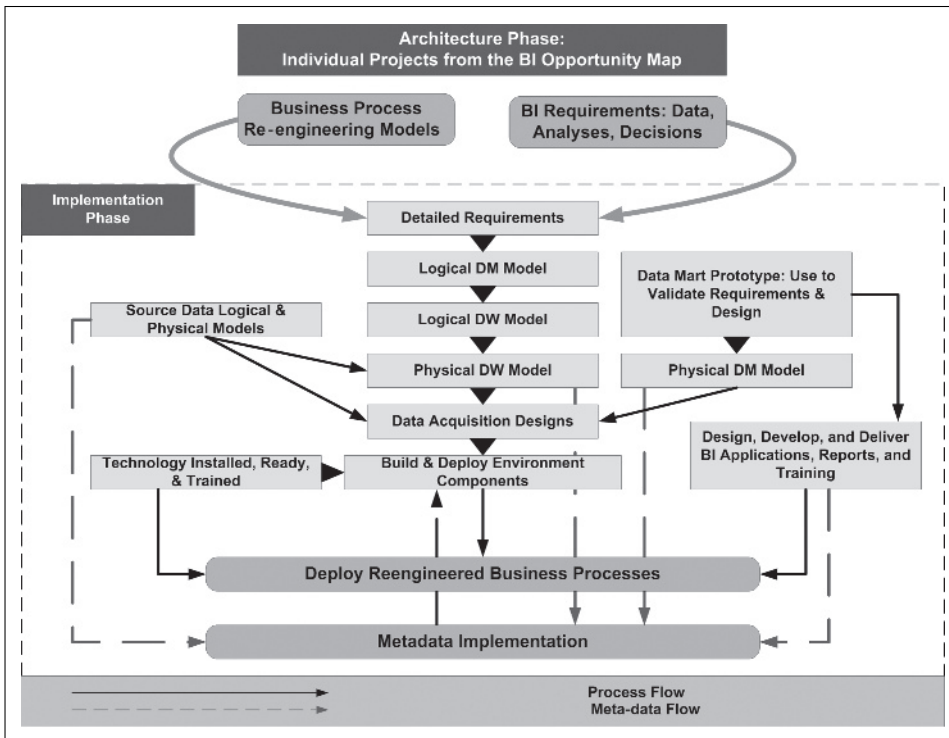 Architecture Phase:
Individual Projects from the BI Opportunity Map
Business Process
Re-engineering Models
BI Requirements: Data,
Analyses, Decisions
Implementation
Phase
Detailed Requirements
Logical DM Model
Data Mart Prototype: Use to
Validate Requirements &
Design
Source Data Logical &
Physical Models
Logical DW Model
Physical DW Model
Physical DM Model
Data Acquisition Designs
Design, Develop, and Deliver
BI Applications, Reports, and
Training
Technology Installed, Ready,
& Trained
Build & Deploy Environment
Components
Deploy Reengineered Business Processes
Metadata Implementation
Process Flow
Meta-data Flow